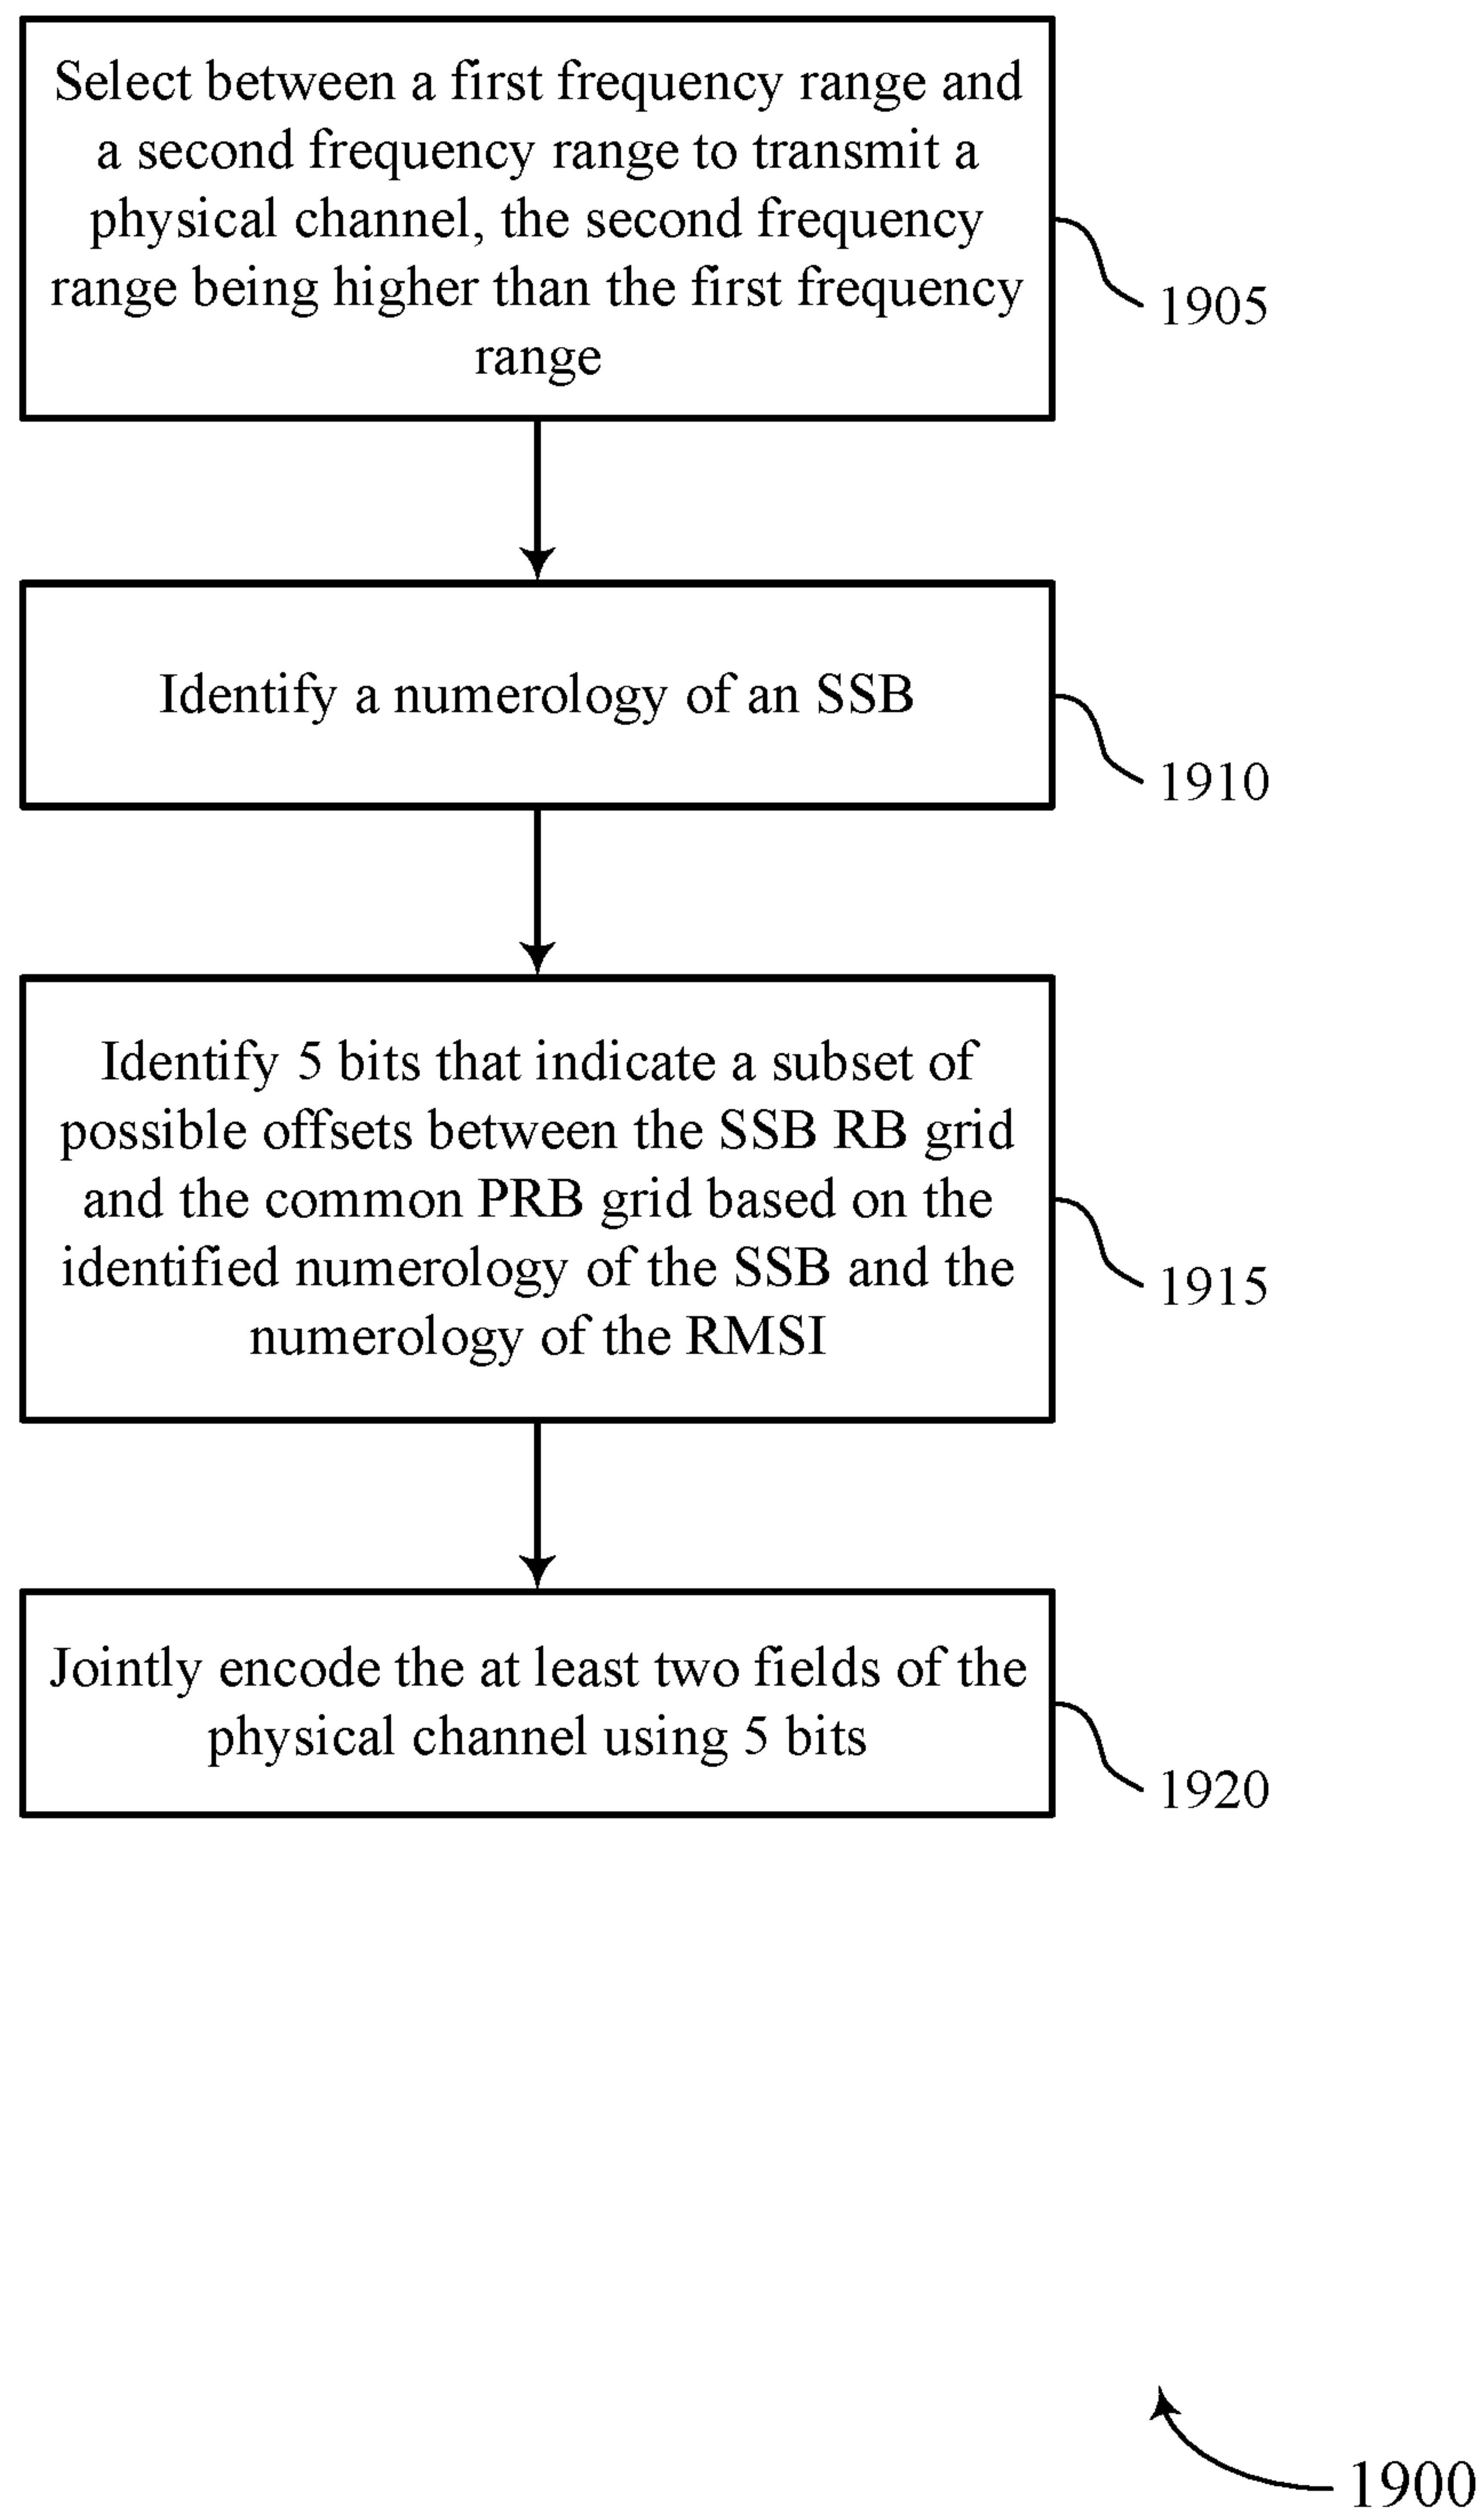 Select between a first frequency range and
a second frequency range to transmit a
physical channel, the second frequency
range being higher than the first frequency
range
1905
Identify a numerology of an SSB
1910
Identify 5 bits that indicate a subset of
possible offsets between the SSB RB grid
and the common PRB grid based on the
identified numerology of the SSB and the
numerology of the RMSI
1915
Jointly encode the at least two fields of the
physical channel using 5 bits
1920
1900